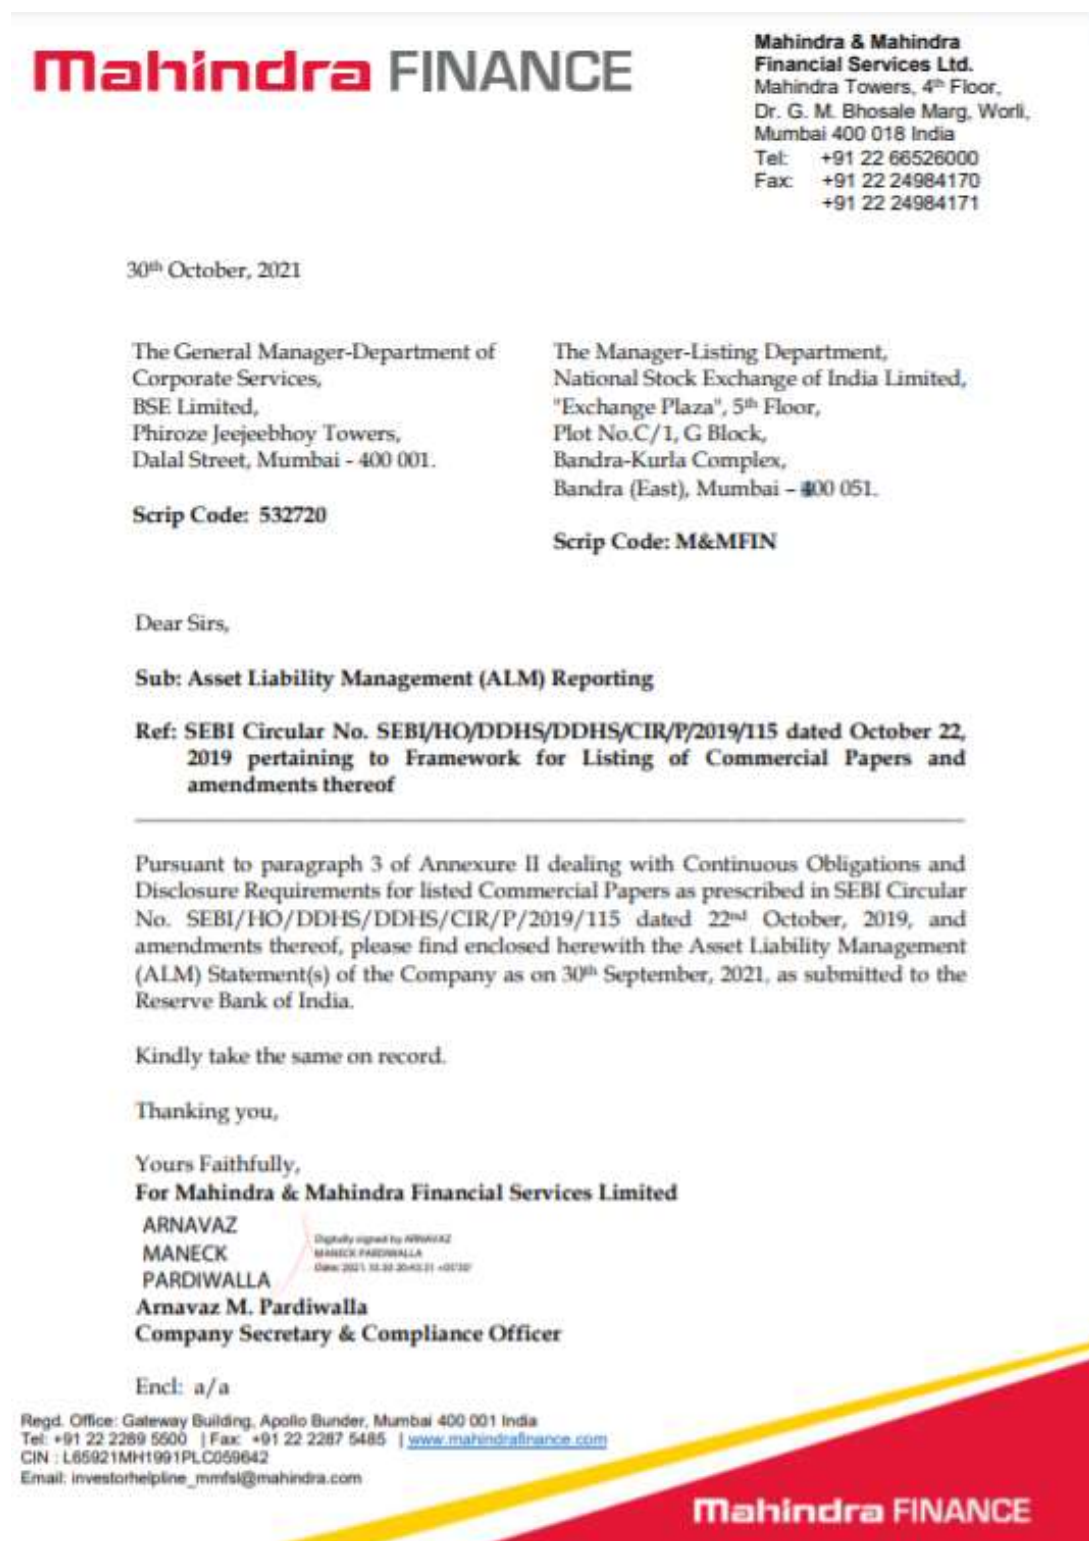 Mahindra FINANCE
Mahindra & Mahindra
Financial Services Ltd.
Mahindra Towers, 4th Floor,
Dr. G. M. Bhosale Marg, Worli,
Mumbai 400 018 India
Tel: +91 22 66526000
Fax: +91 22 24984170
+91 22 24984171
30th October, 2021
The General Manager-Department of
Corporate Services,
BSE Limited,
Phiroze Jeejeebhoy Towers,
Dalal Street, Mumbai - 400 001.
Scrip Code: 532720
The Manager-Listing Department,
National Stock Exchange of India Limited,
"Exchange Plaza", 5th Floor,
Plot No.C/1, G Block,
Bandra-Kurla Complex,
Bandra (East), Mumbai – 400 051.
Scrip Code: M&MFIN
Dear Sirs,
Sub: Asset Liability Management (ALM) Reporting
Ref: SEBI Circular No. SEBI/HO/DDHS/DDHS/CIR/P/2019/115 dated October 22,
2019 pertaining to Framework for Listing of Commercial Papers and
amendments thereof
Pursuant to paragraph 3 of Annexure II dealing with Continuous Obligations and
Disclosure Requirements for listed Commercial Papers as prescribed in SEBI Circular
No. SEBI/HO/DDHS/DDHS/CIR/P/2019/115 dated 22nd October, 2019, and
amendments thereof, please find enclosed herewith the Asset Liability Management
(ALM) Statement(s) of the Company as on 30th September, 2021, as submitted to the
Reserve Bank of India.
Kindly take the same on record.
Thanking you,
Yours Faithfully,
For Mahindra & Mahindra Financial Services Limited
ARNAVAZ
MANECK
PARDIWALLA
Digitally signed by ARNAVAZ
MANECK PARDIWALLA
Date: 2021.10.30
Arnavaz M. Pardiwalla
Company Secretary & Compliance Officer
Encl: a/a
Regd. Office: Gateway Building, Apollo Bunder, Mumbai 400 001 India
Tel: +91 22 2289 5500 | Fax: +91 22 2287 5485 | www.mahindrafinance.com
CIN : L65921MH1991PLC059642
Email: investorhelpline_mmfsl@mahindra.com
Mahindra FINANCE